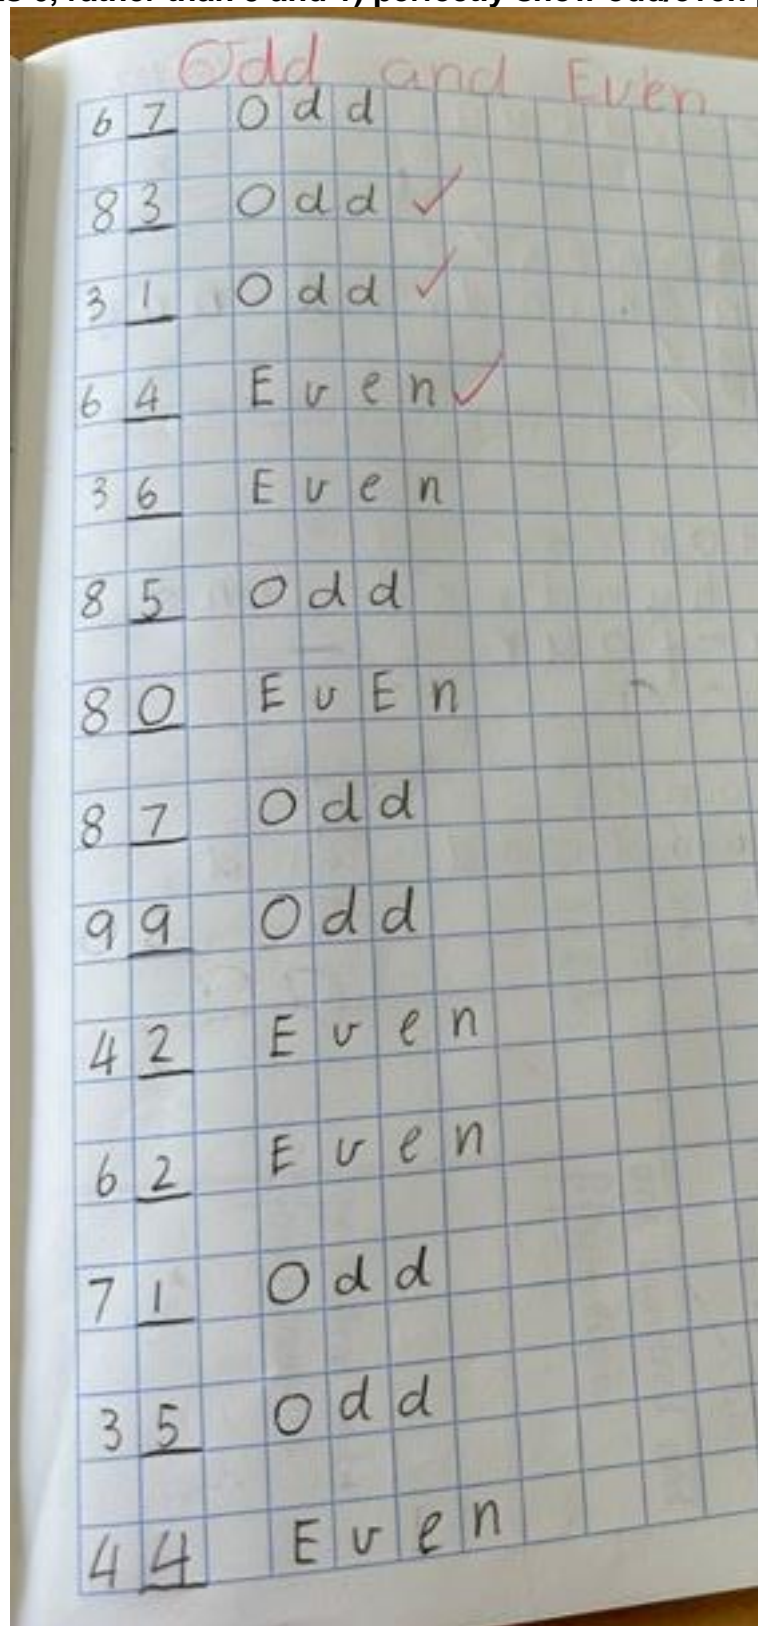 Odd and Even
67 Odd
83 Odd ✓
31 Odd ✓
64 Even ✓
36 Even
85 Odd
80 EvEn
87 Odd
99 Odd
42 Even
62 Even
71 Odd
35 Odd
44 Even